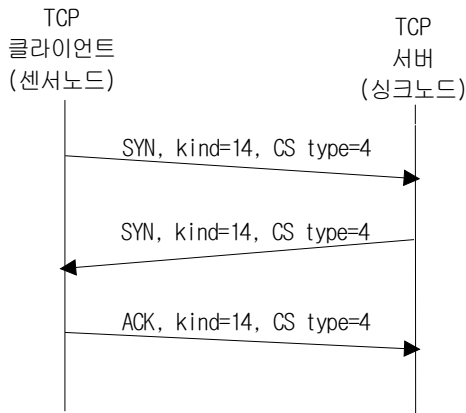 TCP
클라이언트
(센서노드)
TCP
서버
(싱크노드)
SYN, kind=14, CS type=4
SYN, kind=14, CS type=4
ACK, kind=14, CS type=4